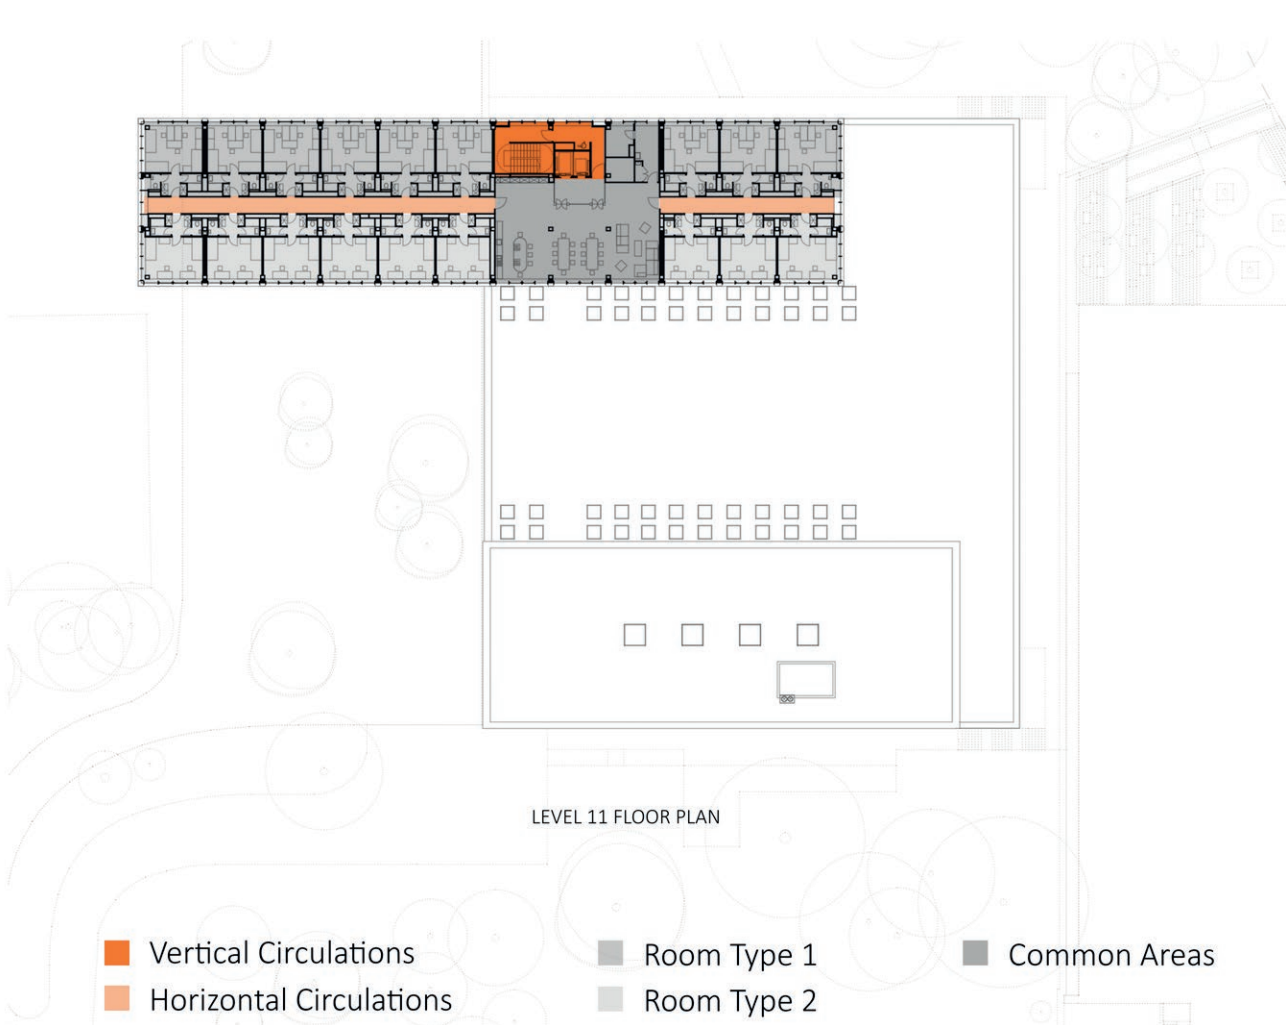 LEVEL 11 FLOOR PLAN
Vertical Circulations
Horizontal Circulations
Room Type 1
Room Type 2
Common Areas